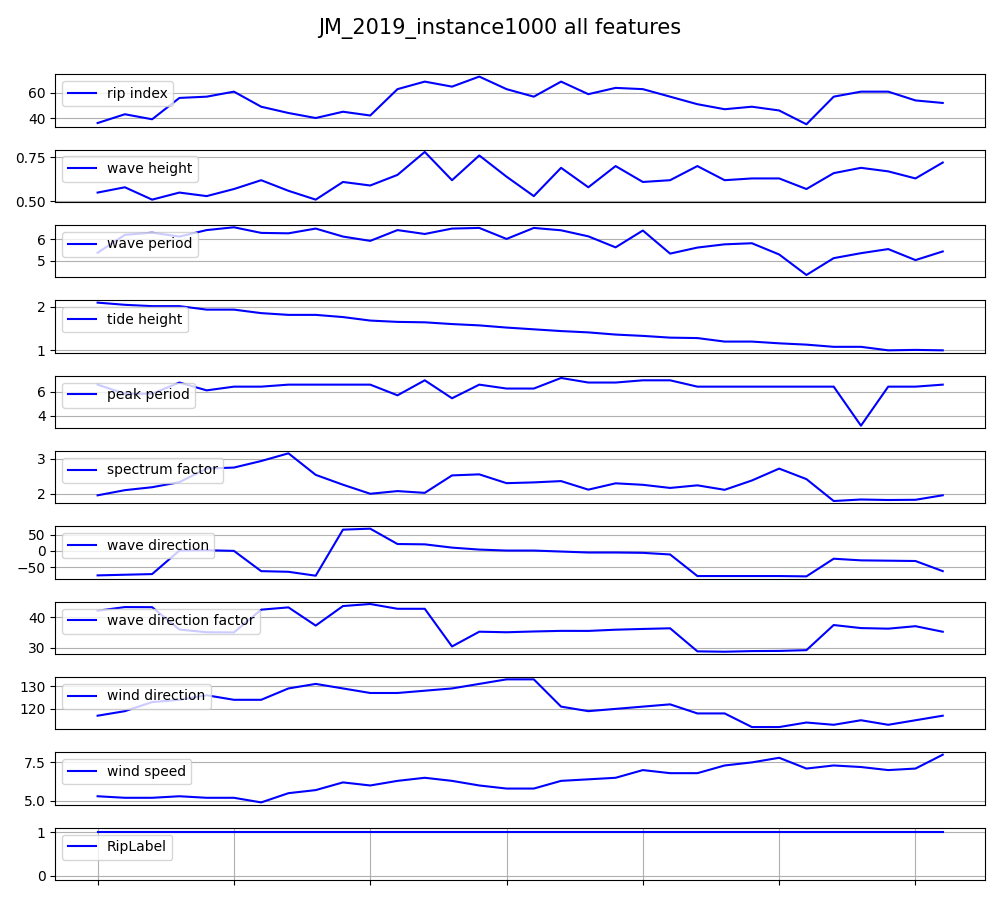 JM_2019_instance1000 all features
60
40
rip index
0.75
0.50
wave height
6
5
wave period
2
1
tide height
6
4
peak period
3
2
spectrum factor
50
0
−50
wave direction
40
30
wave direction factor
130
120
wind direction
7.5
5.0
wind speed
1
0
RipLabel